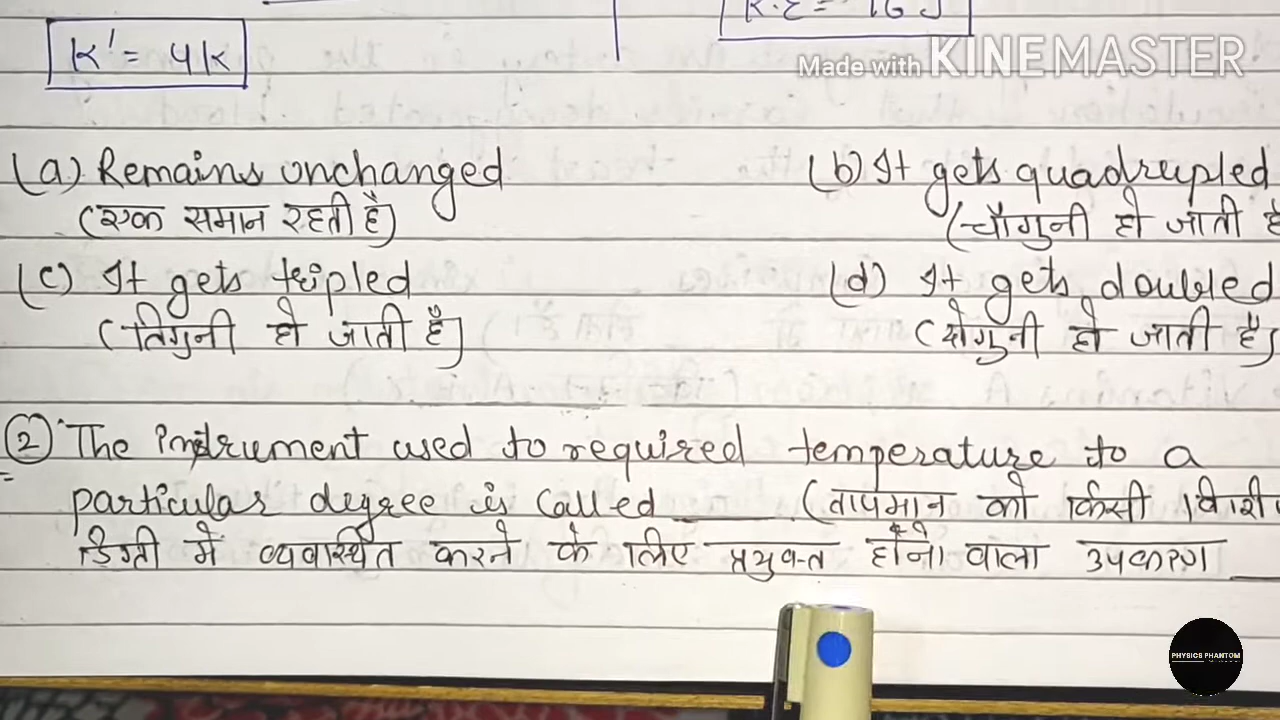 K.E = 16 J
K' = 4K
Made with KINEMASTER
(a) Remains unchanged
(एक समान रहती है)
(b) It gets quadrupled
(चौगुनी हो जाती है
(c) It gets tripled
(तिगुनी हो जाती है)
(d) It gets doubled
(दोगुनी हो जाती है)
(2) The instrument used to required temperature to a
particular degree is called ____ (तापमान को किसी
डिग्री में व्यवस्थित करने के लिए प्रयुक्त होने वाला उपकरण __
PHYSICS PHANTOM